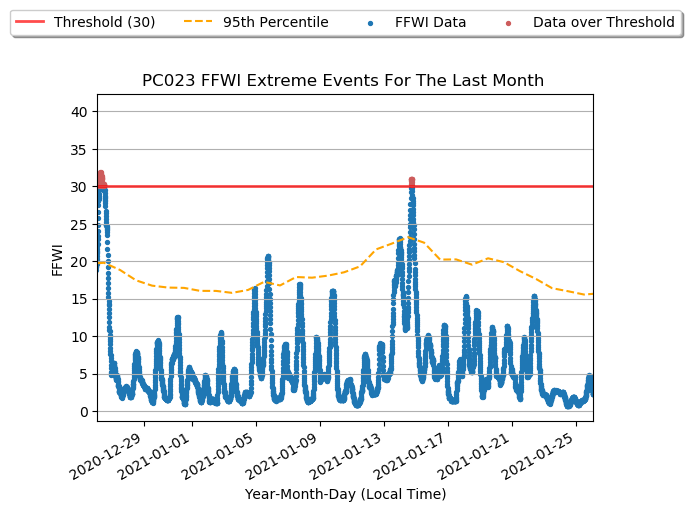 Threshold (30) 95th Percentile FFWI Data Data over Threshold
PC023 FFWI Extreme Events For The Last Month
40
35
30
25
20
15
10
5
0
FFWI
2020-12-29 2021-01-01 2021-01-05 2021-01-09 2021-01-13 2021-01-17 2021-01-21 2021-01-25
Year-Month-Day (Local Time)